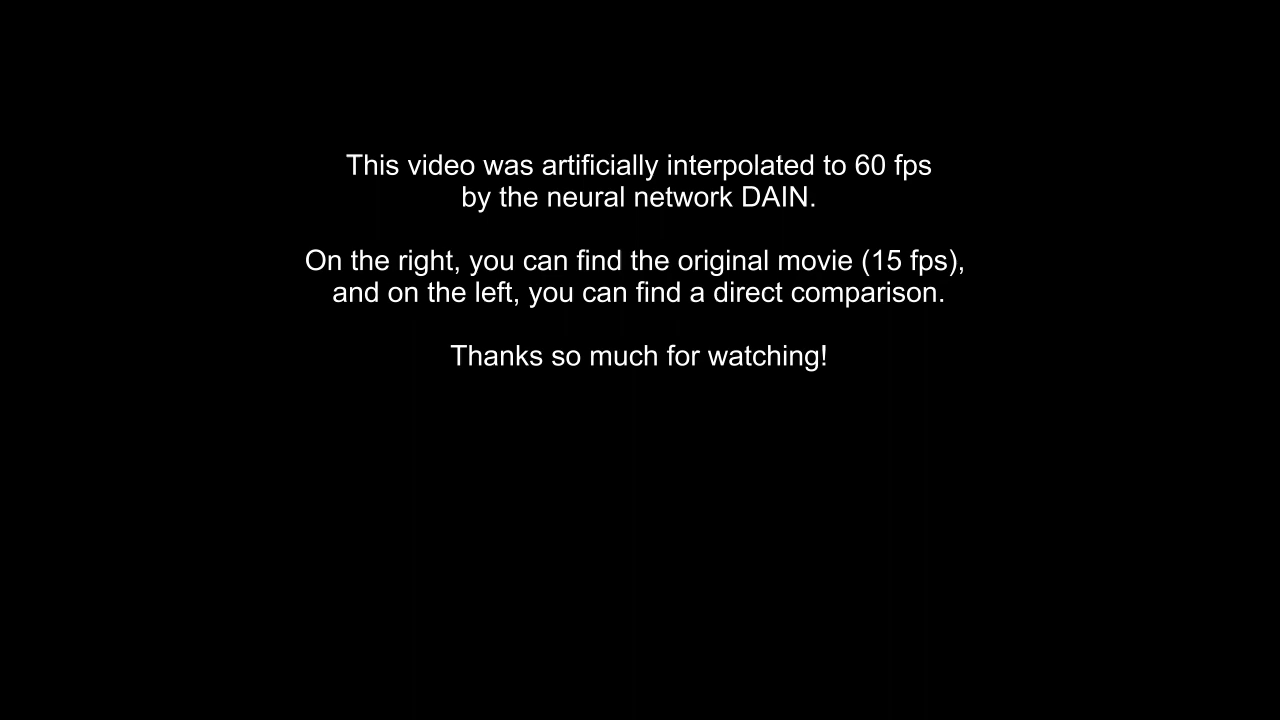 This video was artificially interpolated to 60 fps
by the neural network DAIN.
On the right, you can find the original movie (15 fps),
and on the left, you can find a direct comparison.
Thanks so much for watching!